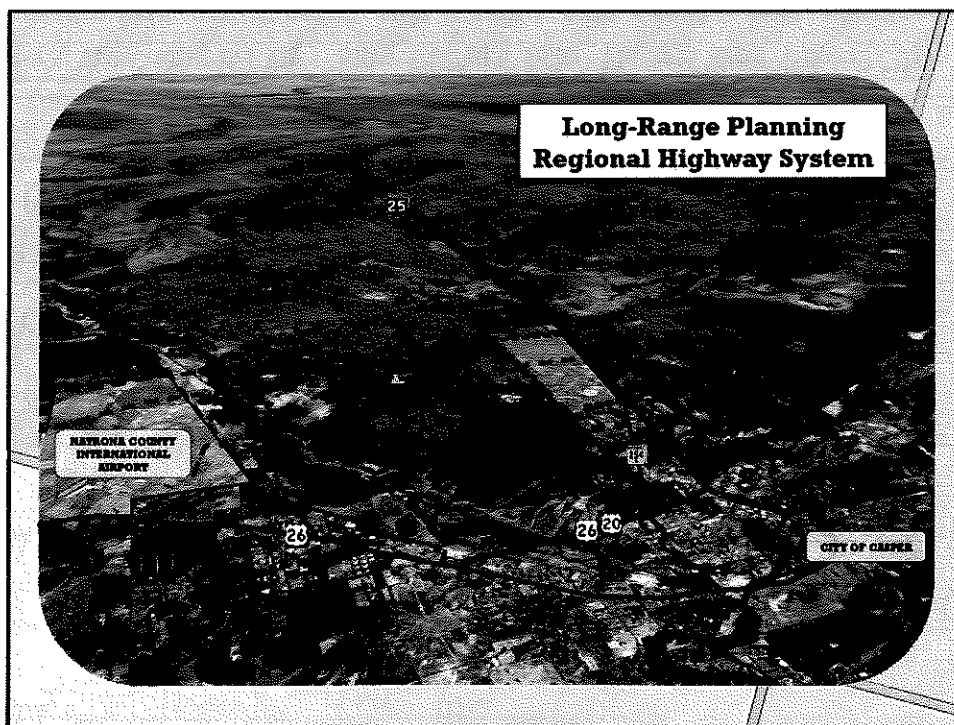 Long-Range Planning
Regional Highway System
25
NATRONA COUNTY
INTERNATIONAL
AIRPORT
26
26
20
CITY OF CASPER